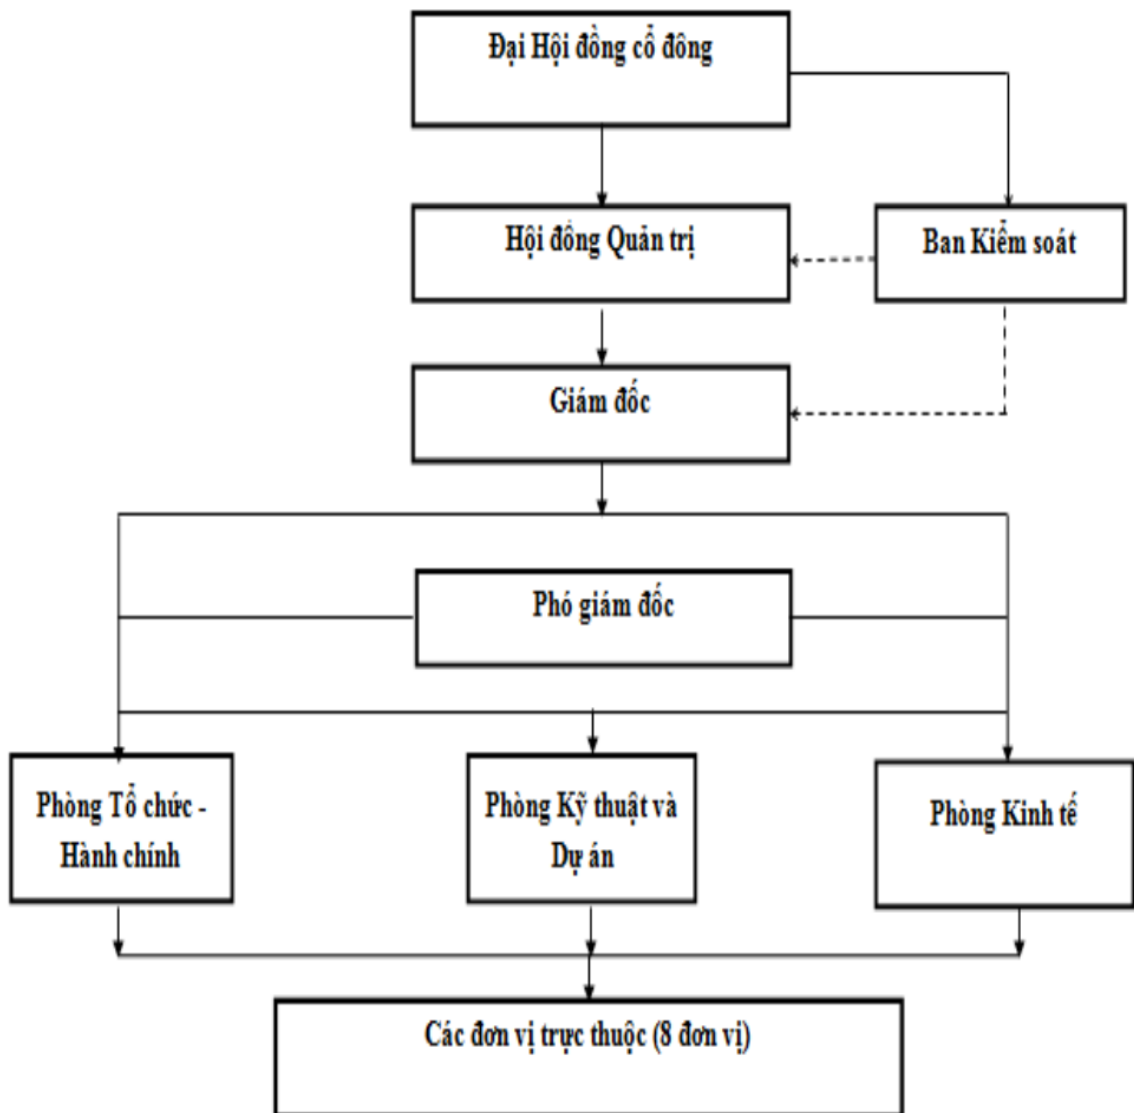 Đại Hội đồng cổ đông
Hội đồng Quản trị
Ban Kiểm soát
Giám đốc
Phó giám đốc
Phòng Tổ chức -
Hành chính
Phòng Kỹ thuật và
Dự án
Phòng Kinh tế
Các đơn vị trực thuộc (8 đơn vị)